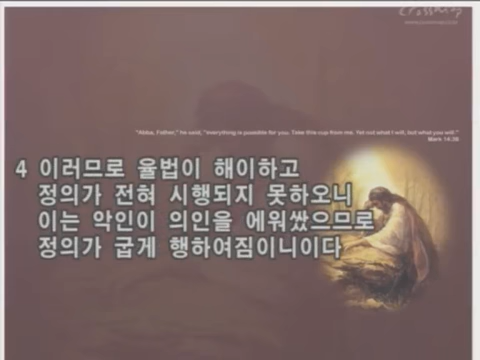 "Abba, Father," he said, "everything is possible for you. Take this cup from me. Yet not what I will, but what you will."
Mark 14:36
4 이러므로 율법이 해이하고
정의가 전혀 시행되지 못하오니
이는 악인이 의인을 에워쌌으므로
정의가 굽게 행하여짐이니이다